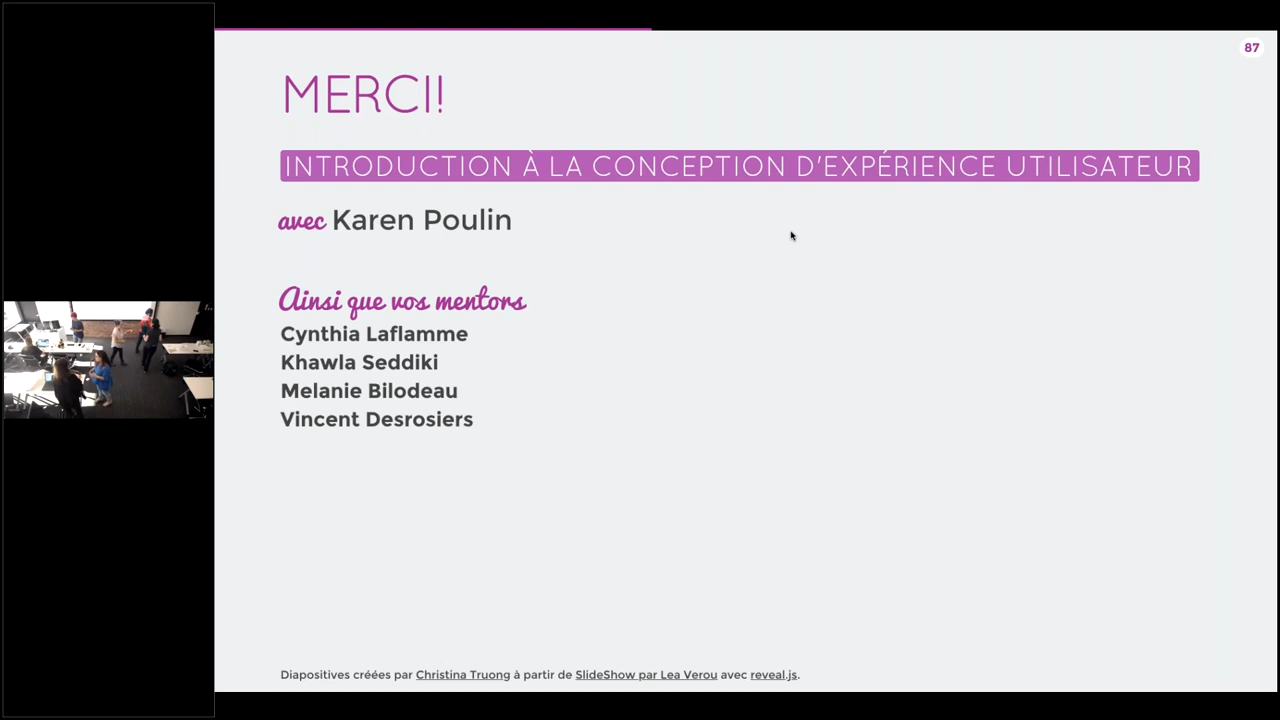 87
MERCI!
INTRODUCTION À LA CONCEPTION D'EXPÉRIENCE UTILISATEUR
avec Karen Poulin
Ainsi que vos mentors
Cynthia Laflamme
Khawla Seddiki
Melanie Bilodeau
Vincent Desrosiers
Diapositives créées par Christina Truong à partir de SlideShow par Lea Verou avec reveal.js.